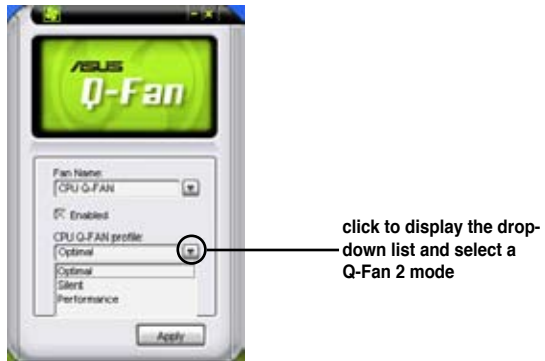 ASUS
Q-Fan
Fan Name:
CPU Q-FAN
Enabled
CPU Q-FAN profile:
Optimal
Optimal
Silent
Performance
Apply
click to display the drop-
down list and select a
Q-Fan 2 mode